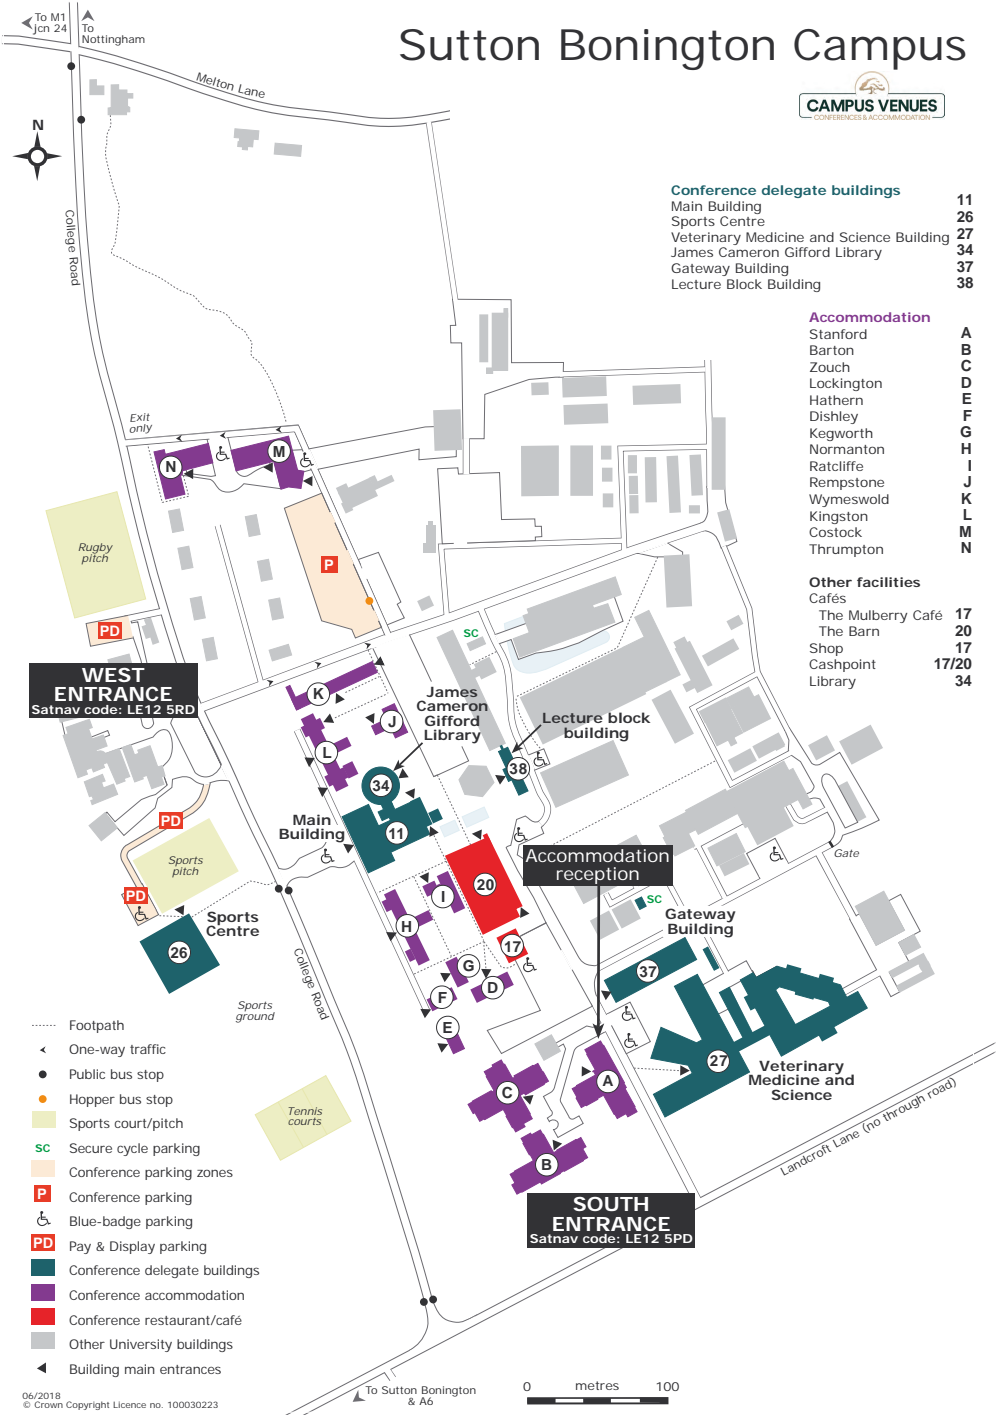 Sutton Bonington Campus
CAMPUS VENUES
CONFERENCES & ACCOMMODATION
To M1
jcn 24
To
Nottingham
Melton Lane
N
College Road
Conference delegate buildings
Main Building 11
Sports Centre 26
Veterinary Medicine and Science Building 27
James Cameron Gifford Library 34
Gateway Building 37
Lecture Block Building 38
Accommodation
Stanford A
Barton B
Zouch C
Lockington D
Hathern E
Dishley F
Kegworth G
Normanton H
Ratcliffe I
Rempstone J
Wymeswold K
Kingston L
Costock M
Thrumpton N
Other facilities
Cafés
The Mulberry Café 17
The Barn 20
Shop 17
Cashpoint 17/20
Library 34
Exit
only
N
M
Rugby
pitch
P
PD
SC
WEST
ENTRANCE
Satnav code: LE12 5RD
K
J
L
James
Cameron
Gifford
Library
Lecture block
building
38
34
Main
Building
11
PD
Sports
pitch
PD
Accommodation
reception
20
Gate
I
H
SC
Sports
Centre
26
Gateway
Building
17
G
37
D
F
E
College Road
Sports
ground
27
Veterinary
Medicine and
Science
A
C
B
Tennis
courts
Landcroft Lane (no through road)
SOUTH
ENTRANCE
Satnav code: LE12 5PD
Footpath
One-way traffic
Public bus stop
Hopper bus stop
Sports court/pitch
SC Secure cycle parking
Conference parking zones
P Conference parking
Blue-badge parking
PD Pay & Display parking
Conference delegate buildings
Conference accommodation
Conference restaurant/café
Other University buildings
Building main entrances
06/2018
© Crown Copyright Licence no. 100030223
To Sutton Bonington
& A6
0 metres 100